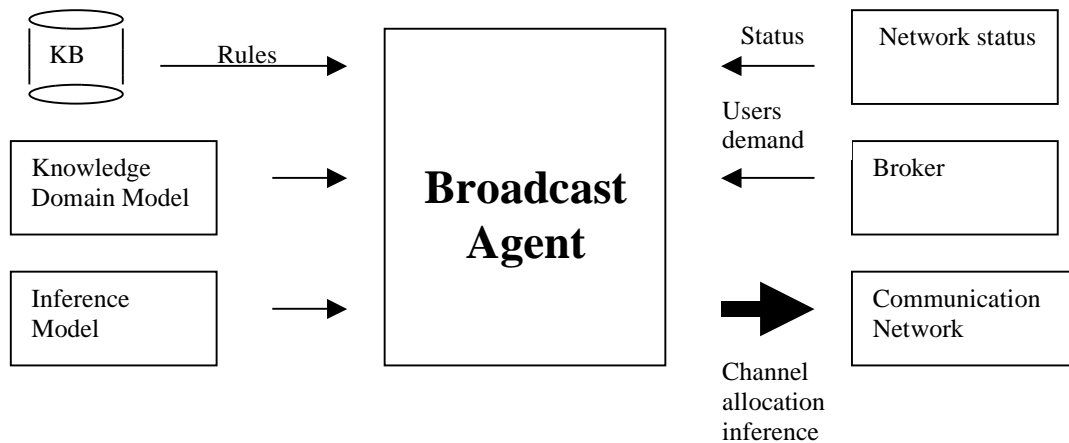 KB
Rules
Knowledge
Domain Model
Inference
Model
Broadcast
Agent
Status
Network status
Users
demand
Broker
Communication
Network
Channel
allocation
inference